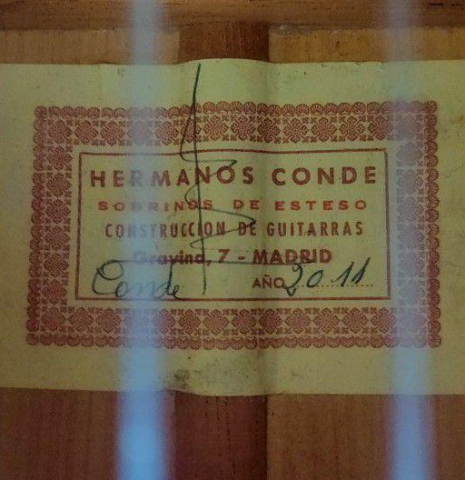 HERMANOS CONDE
SOBRINOS DE ESTESO
CONSTRUCCION DE GUITARRAS
Gravina, 7 - MADRID
Conde AÑO 2011